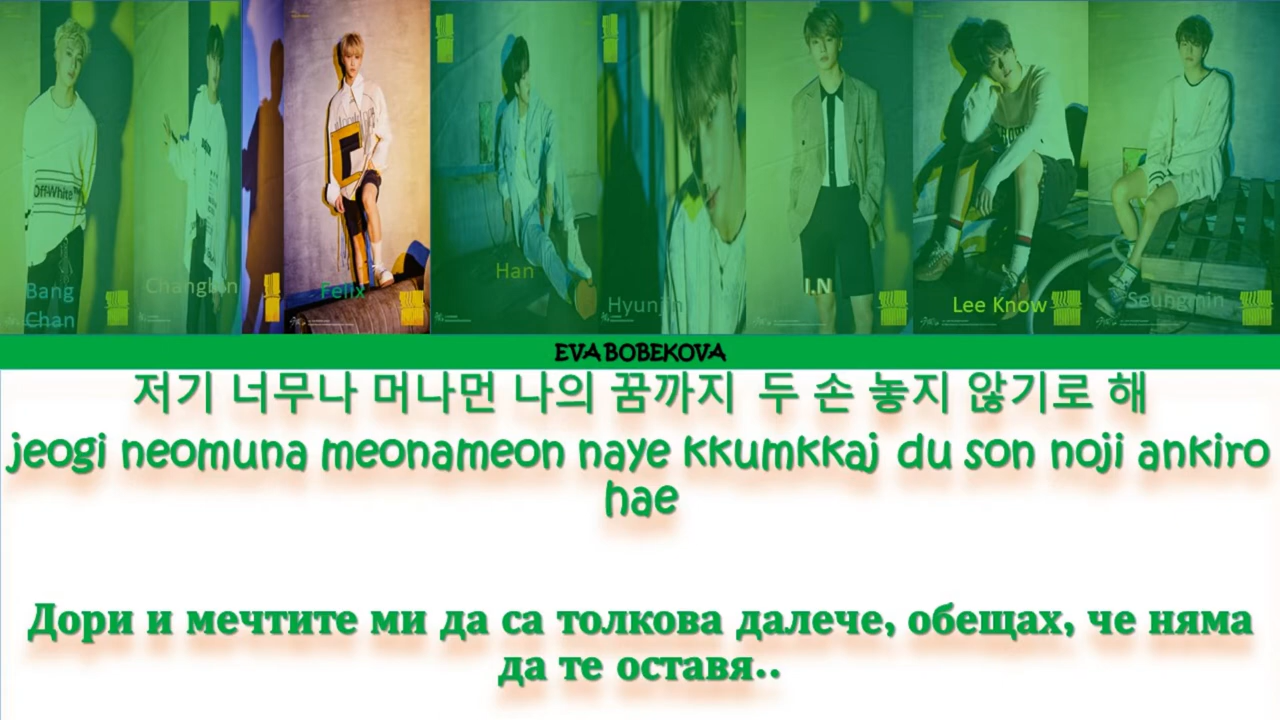 Off-White™
Bang
Chan
Changbin
Felix
Han
Hyunjin
I.N
Lee Know
Seungmin
EVA BOBEKOVA
저기 너무나 머나먼 나의 꿈까지 두 손 놓지 않기로 해
jeogi neomuna meonameon naye kkumkkaj du son noji ankiro
hae
Дори и мечтите ми да са толкова далече, обещах, че няма
да те оставя..